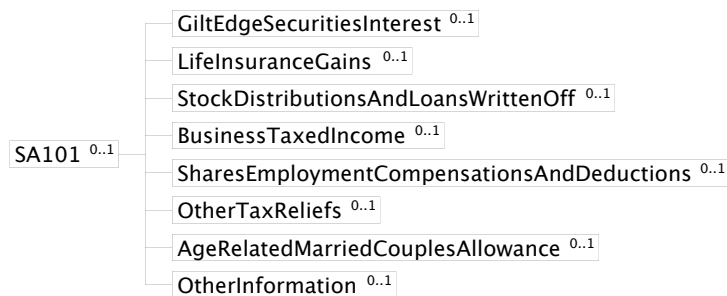 GiltEdgeSecuritiesInterest 0..1
LifeInsuranceGains 0..1
StockDistributionsAndLoansWrittenOff 0..1
BusinessTaxedIncome 0..1
SA101 0..1
SharesEmploymentCompensationsAndDeductions 0..1
OtherTaxReliefs 0..1
AgeRelatedMarriedCouplesAllowance 0..1
OtherInformation 0..1